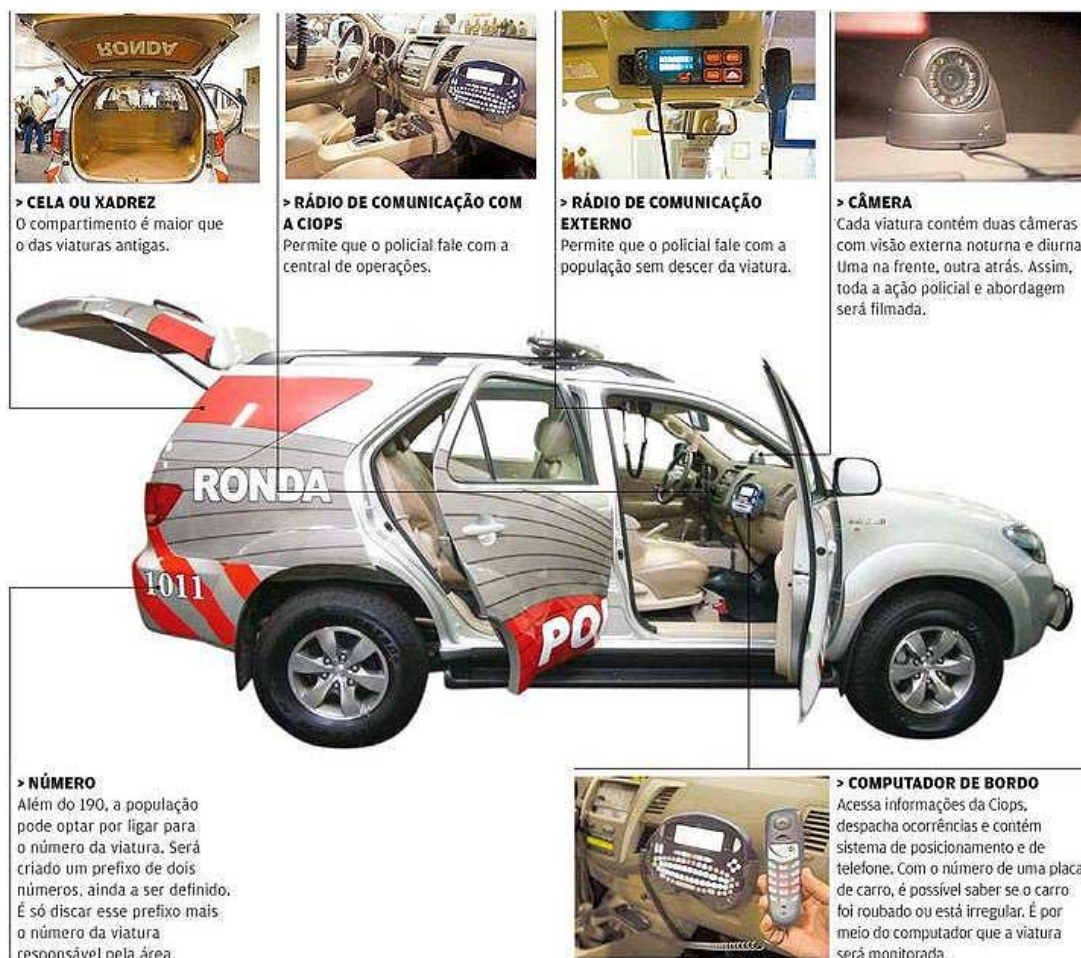 RONDA
> CELA OU XADREZ
O compartimento é maior que
o das viaturas antigas.
> RÁDIO DE COMUNICAÇÃO COM
A CIOPS
Permite que o policial fale com a
central de operações.
> RÁDIO DE COMUNICAÇÃO
EXTERNO
Permite que o policial fale com a
população sem descer da viatura.
> CÂMERA
Cada viatura contém duas câmeras
com visão externa noturna e diurna
Uma na frente, outra atrás. Assim,
toda a ação policial e abordagem
será filmada.
RONDA
1011
PO
> NÚMERO
Além do 190, a população
pode optar por ligar para
o número da viatura. Será
criado um prefixo de dois
números, ainda a ser definido.
É só discar esse prefixo mais
o número da viatura
responsável pela área.
> COMPUTADOR DE BORDO
Acessa informações da Ciops,
despacha ocorrências e contém
sistema de posicionamento e de
telefone. Com o número de uma placa
de carro, é possível saber se o carro
foi roubado ou está irregular. É por
meio do computador que a viatura
será monitorada.